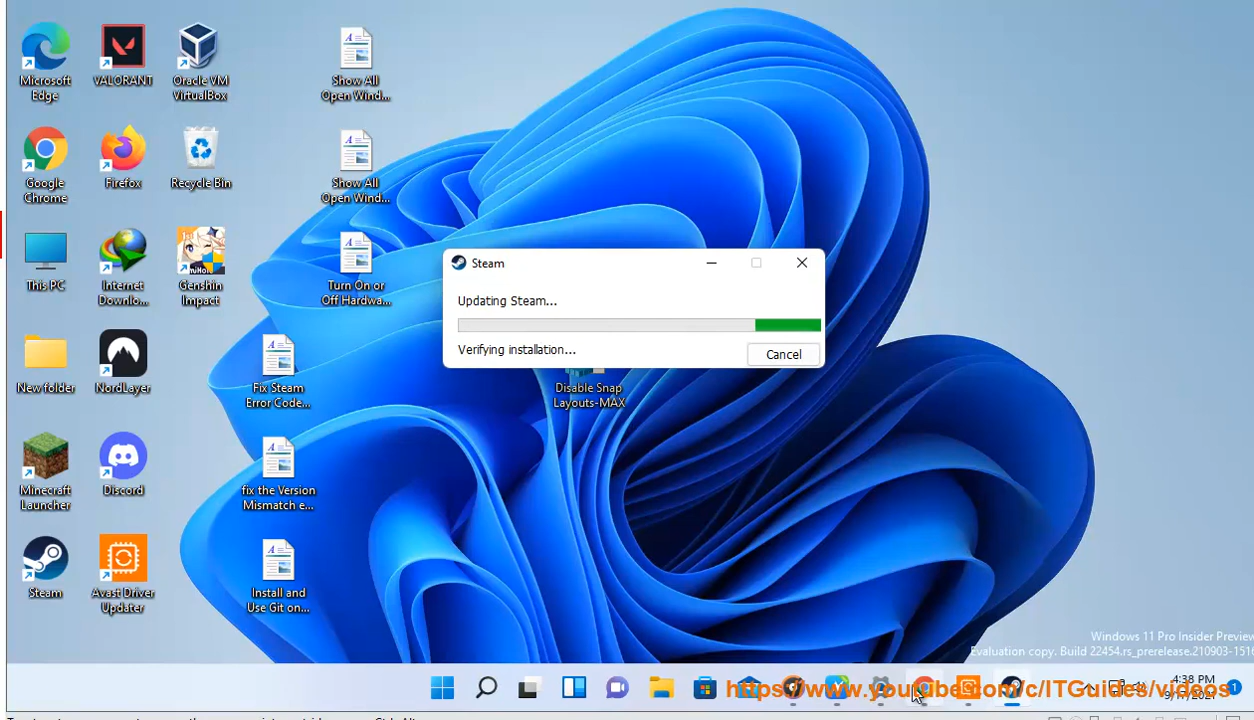 Microsoft
Edge
VALORANT
Oracle VM
VirtualBox
Show All
Open Wind...
Google
Chrome
Firefox
Recycle Bin
Show All
Open Wind...
This PC
Internet
Downlo...
Genshin
Impact
Turn On or
Off Hardwa...
Steam
Updating Steam...
Verifying installation...
Cancel
New folder
NordLayer
Fix Steam
Error Code...
Disable Snap
Layouts-MAX
Minecraft
Launcher
Discord
fix the Version
Mismatch e...
Steam
Avast Driver
Updater
Install and
Use Git on...
Windows 11 Pro Insider Preview
Evaluation copy. Build 22454.rs_prerelease.210903-1516
https://www.youtube.com/c/ITGuides/videos
4:38 PM
9/17/2021
1